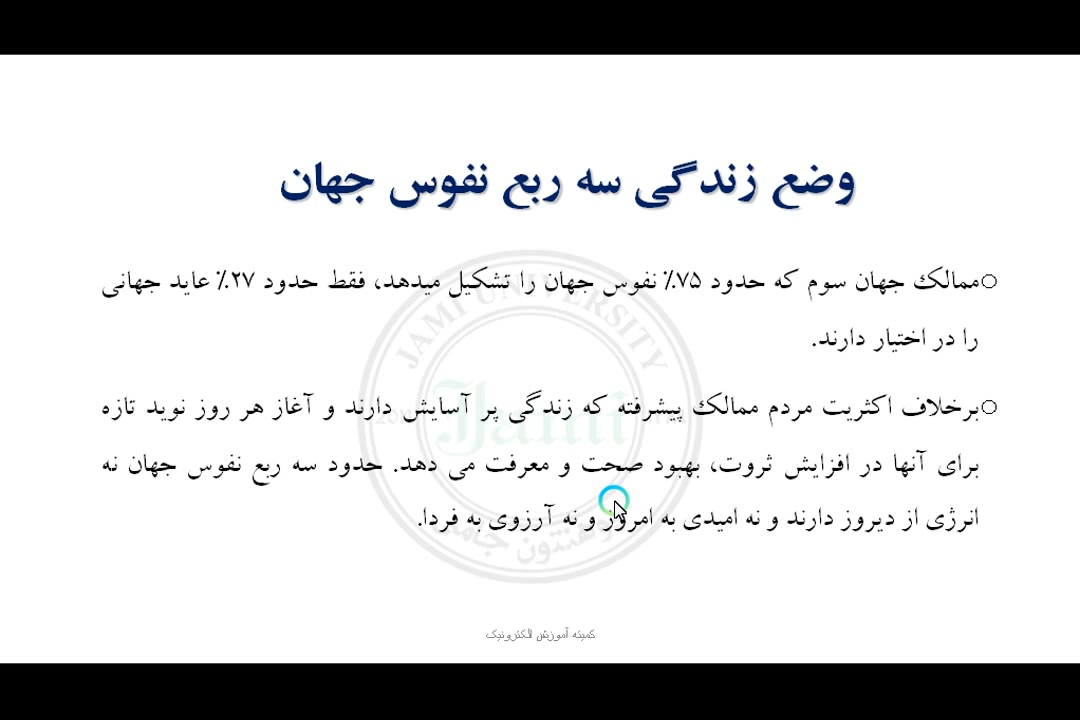 وضع زندگی سه ربع نفوس جهان
ممالک جهان سوم که حدود ۷۵٪ نفوس جهان را تشکیل میدهد، فقط حدود ۲۷٪ عاید جهانی
را در اختیار دارند.
برخلاف اکثریت مردم ممالک پیشرفته که زندگی پر آسایش دارند و آغاز هر روز نوید تازه
برای آنها در افزایش ثروت، بهبود صحت و معرفت می دهد. حدود سه ربع نفوس جهان نه
انرژی از دیروز دارند و نه امیدی به امروز و نه آرزوی به فردا.
JAMI UNIVERSITY
Jami
کمیته آموزش الکترونیک